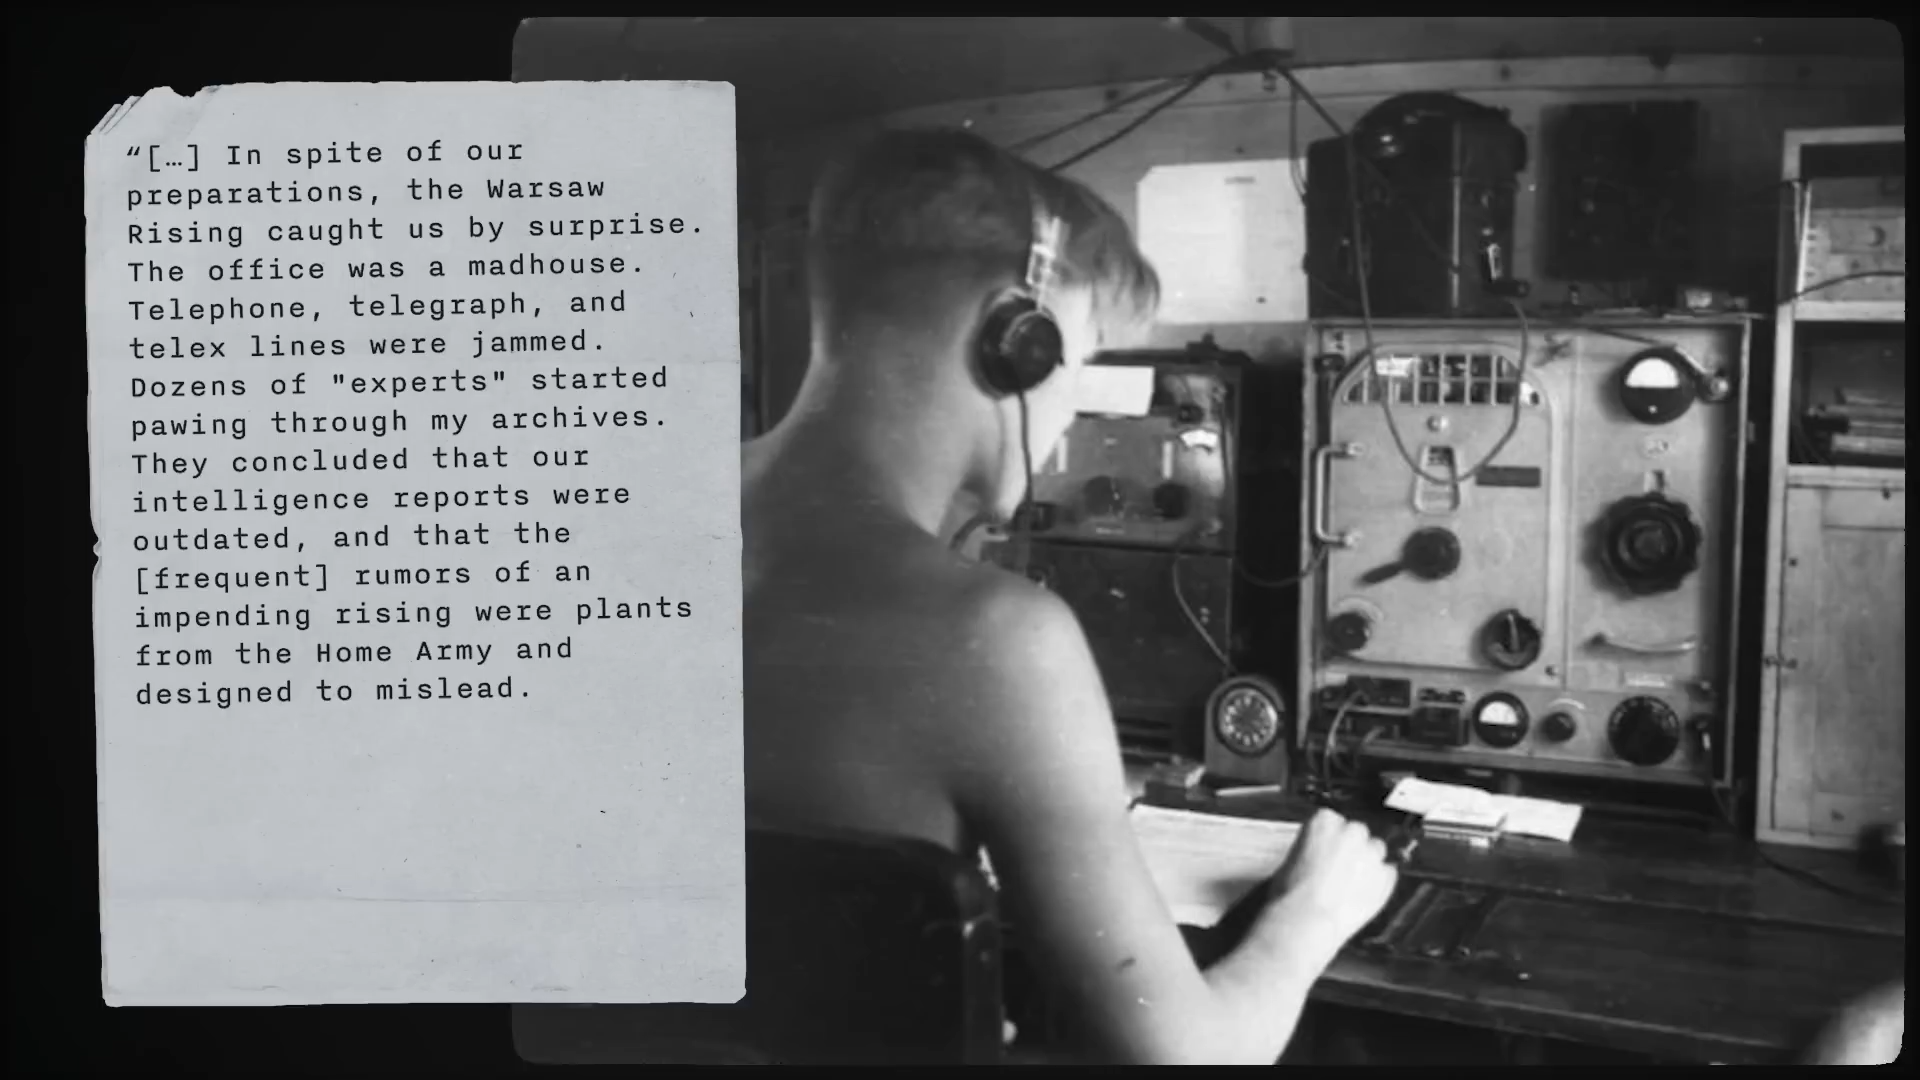 “[…] In spite of our
preparations, the Warsaw
Rising caught us by surprise.
The office was a madhouse.
Telephone, telegraph, and
telex lines were jammed.
Dozens of "experts" started
pawing through my archives.
They concluded that our
intelligence reports were
outdated, and that the
[frequent] rumors of an
impending rising were plants
from the Home Army and
designed to mislead.